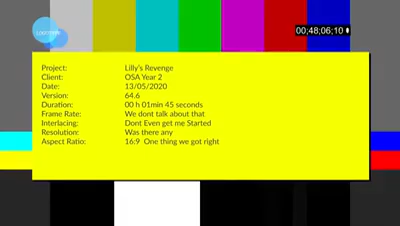 00;48;06;10
Project: Lilly's Revenge
Client: OSA Year 2
Date: 13/05/2020
Version: 64.6
Duration: 00 h 01min 45 seconds
Frame Rate: We dont talk about that
Interlacing: Dont Even get me Started
Resolution: Was there any
Aspect Ratio: 16:9 One thing we got right